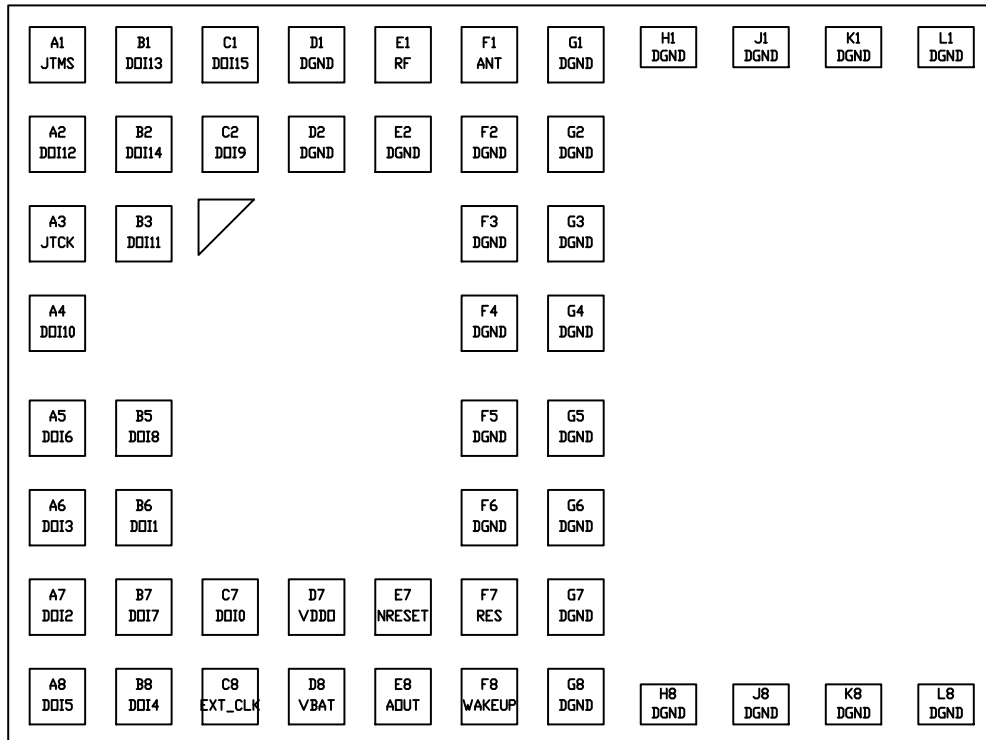 A1 B1 C1 D1 E1 F1 G1 H1 J1 K1 L1
JTMS DOI13 DOI15 DGND RF ANT DGND DGND DGND DGND DGND
A2 B2 C2 D2 E2 F2 G2
DOI12 DOI14 DOI9 DGND DGND DGND DGND
A3 B3 F3 G3
JTCK DOI11 DGND DGND
A4 F4 G4
DOI10 DGND DGND
A5 B5 F5 G5
DOI6 DOI8 DGND DGND
A6 B6 F6 G6
DOI3 DOI1 DGND DGND
A7 B7 C7 D7 E7 F7 G7
DOI2 DOI7 DOI0 VDDO NRESET RES DGND
A8 B8 C8 D8 E8 F8 G8 H8 J8 K8 L8
DOI5 DOI4 EXT_CLK VBAT AOUT WAKEUP DGND DGND DGND DGND DGND